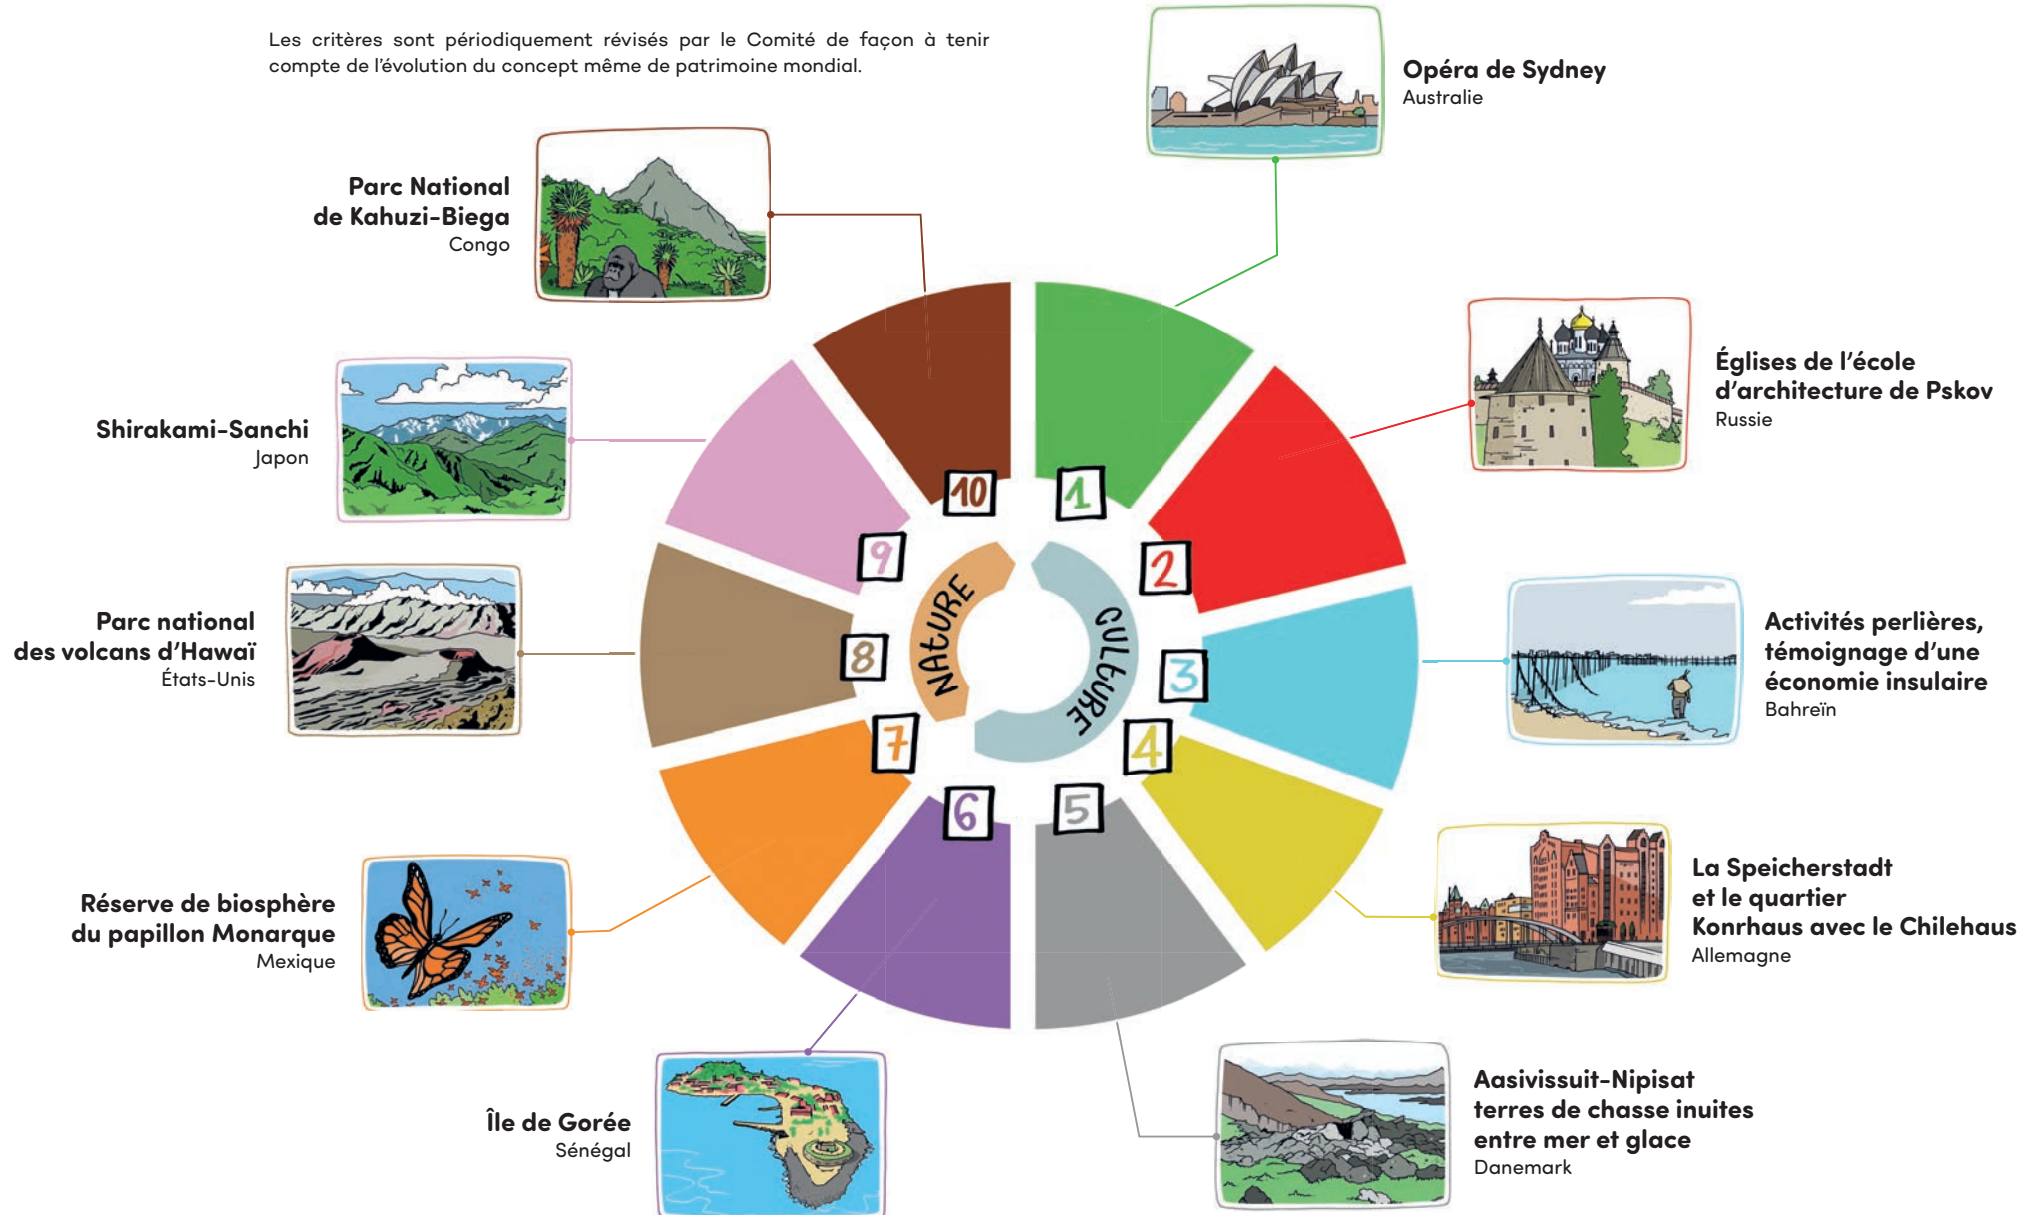 Les critères sont périodiquement révisés par le Comité de façon à tenir
compte de l'évolution du concept même de patrimoine mondial.
Opéra de Sydney
Australie
Parc National
de Kahuzi-Biega
Congo
Églises de l'école
d'architecture de Pskov
Russie
Shirakami-Sanchi
Japon
10
1
9
2
NATURE
CULTURE
Parc national
des volcans d'Hawaï
États-Unis
8
3
Activités perlières,
témoignage d'une
économie insulaire
Bahreïn
7
4
6
5
Réserve de biosphère
du papillon Monarque
Mexique
La Speicherstadt
et le quartier
Konrhaus avec le Chilehaus
Allemagne
Île de Gorée
Sénégal
Aasivissuit-Nipisat
terres de chasse inuites
entre mer et glace
Danemark